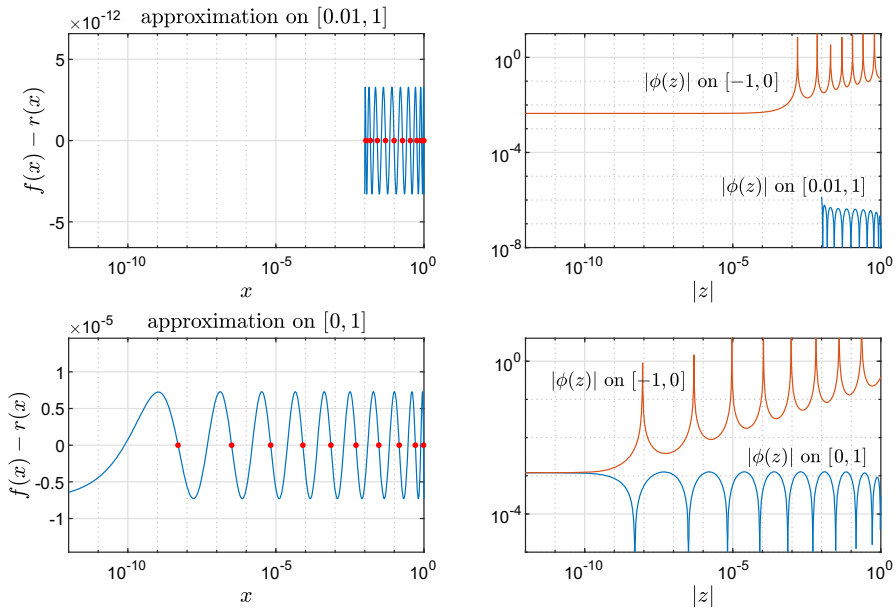 ×10^-12 approximation on [0.01, 1]
5
0
-5
f(x) − r(x)
10^-10 10^-5 10^0
x
10^0
10^-4
10^-8
|ϕ(z)| on [−1, 0]
|ϕ(z)| on [0.01, 1]
10^-10 10^-5 10^0
|z|
×10^-5 approximation on [0, 1]
1
0.5
0
-0.5
-1
f(x) − r(x)
10^-10 10^-5 10^0
x
10^0
10^-4
|ϕ(z)| on [−1, 0]
|ϕ(z)| on [0, 1]
10^-10 10^-5 10^0
|z|